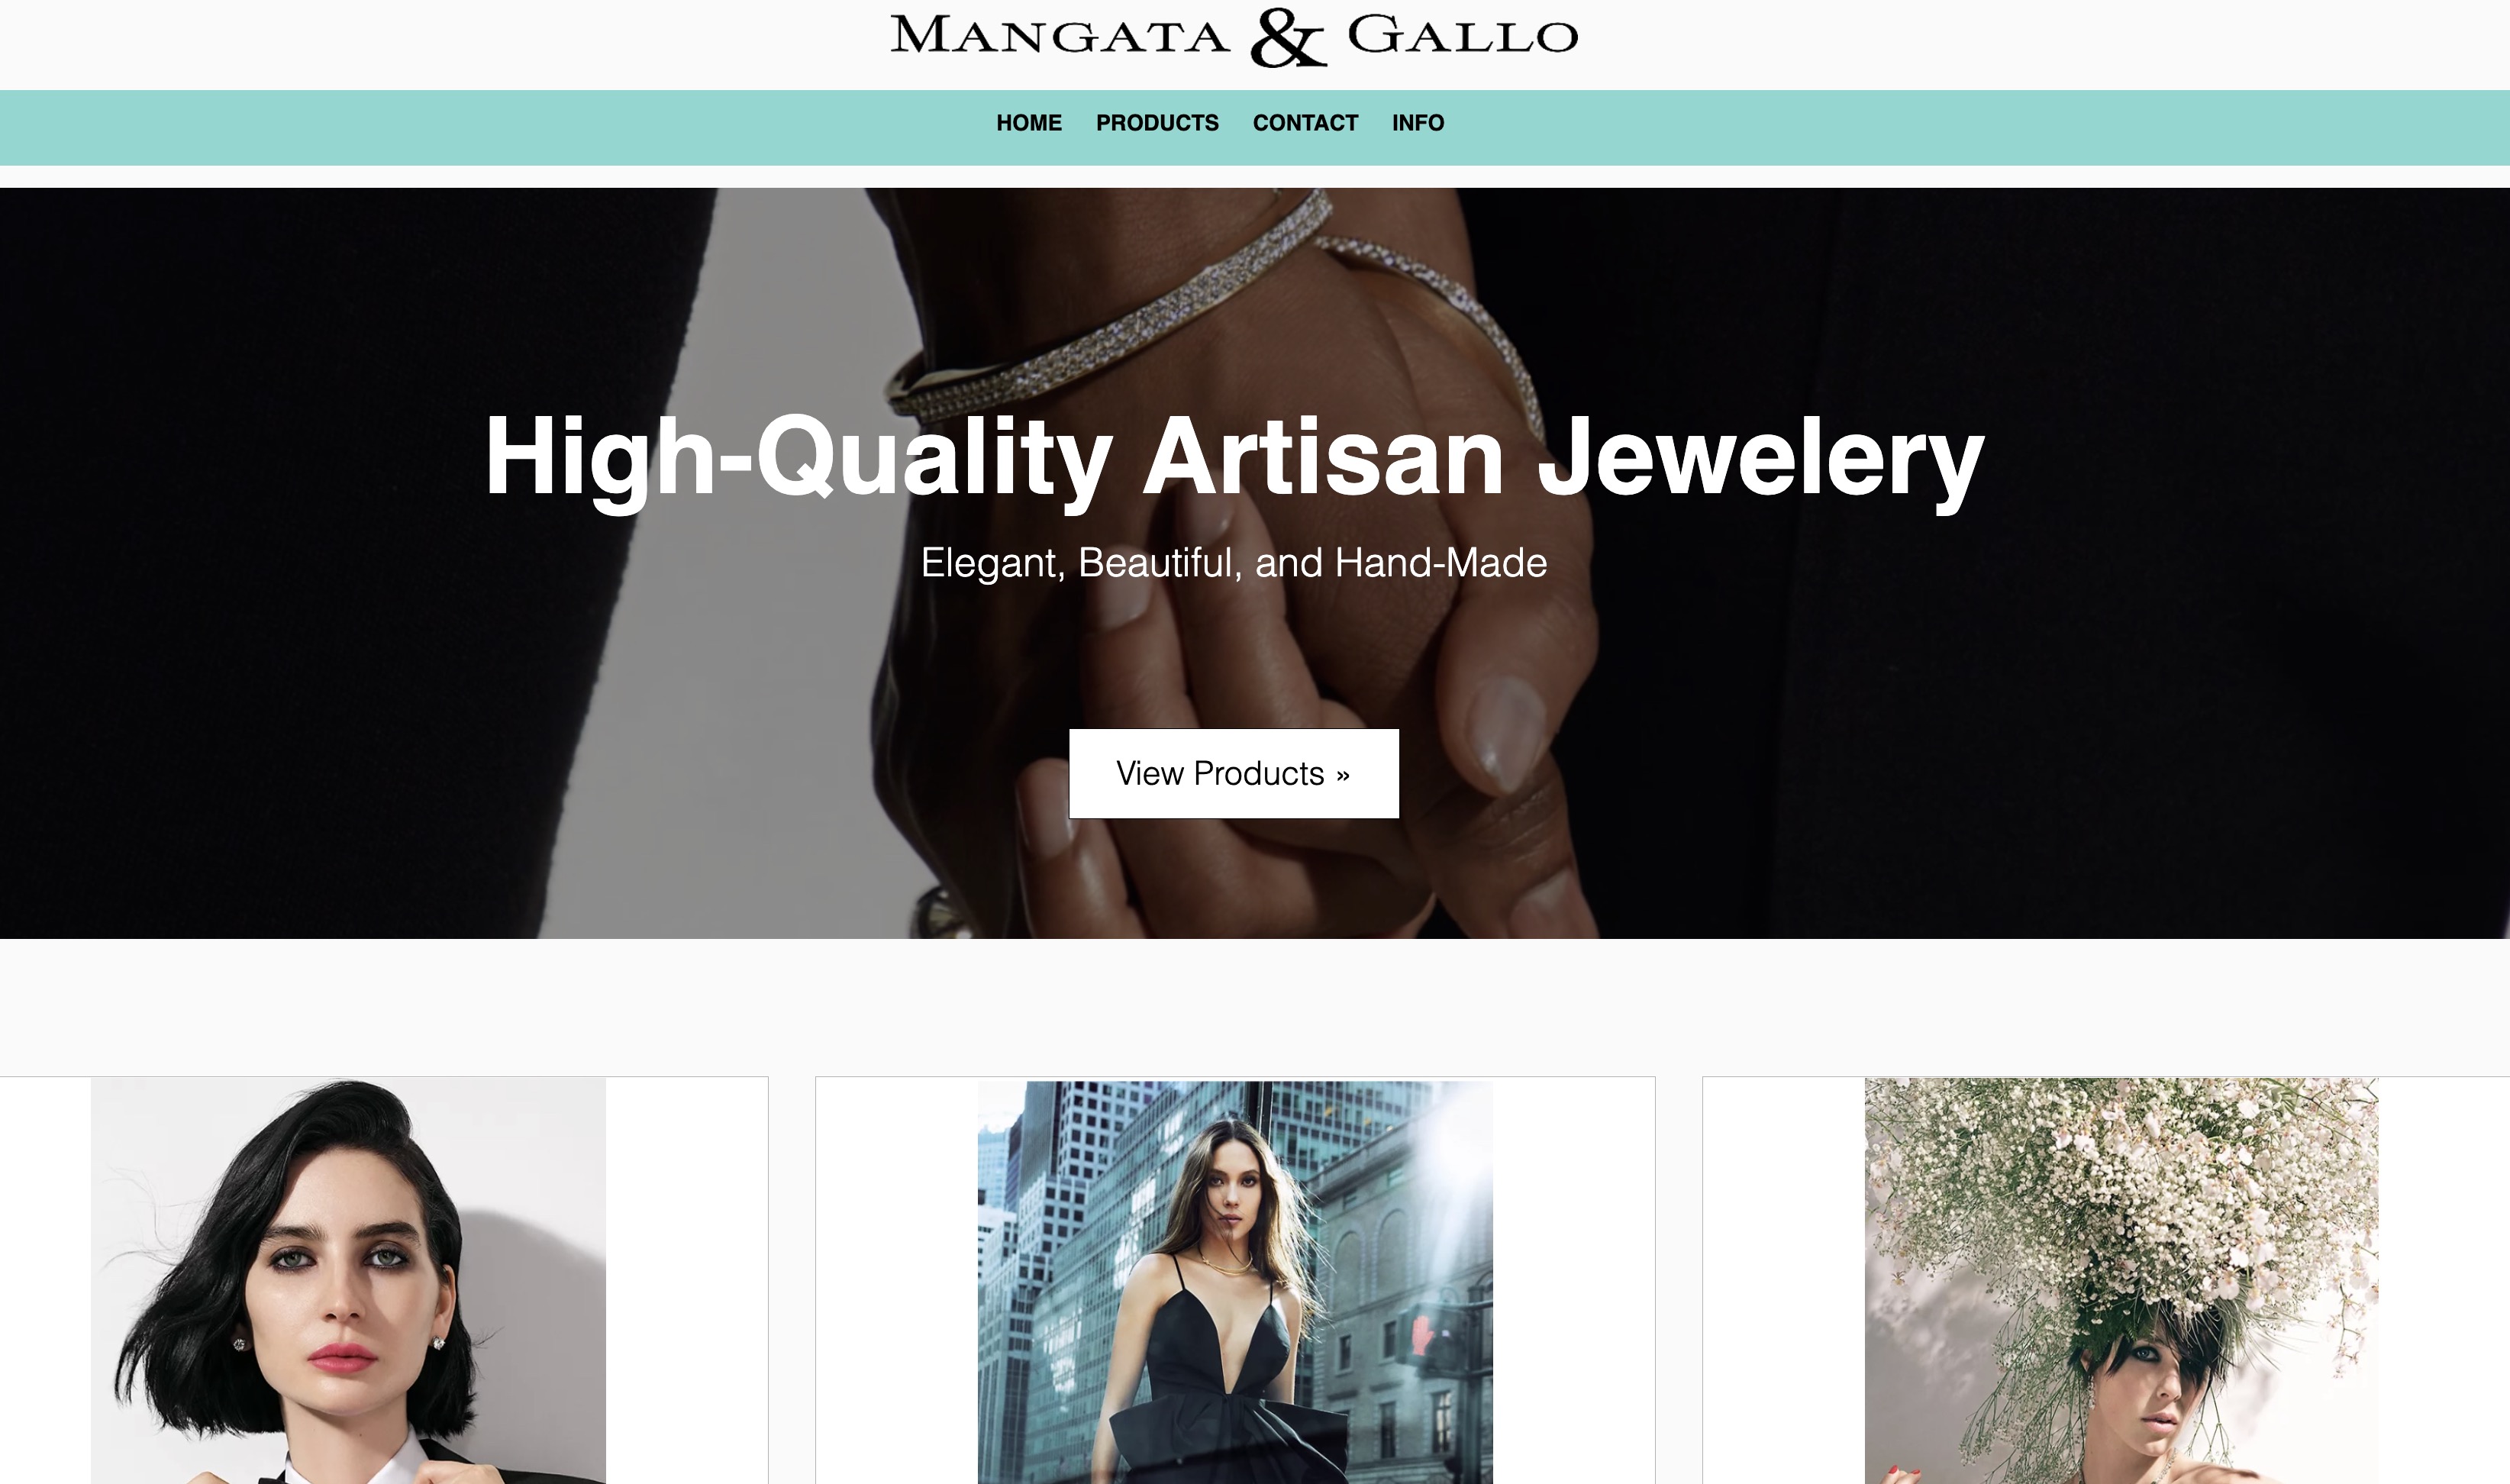 MANGATA & GALLO
HOME PRODUCTS CONTACT INFO
High-Quality Artisan Jewelery
Elegant, Beautiful, and Hand-Made
View Products »